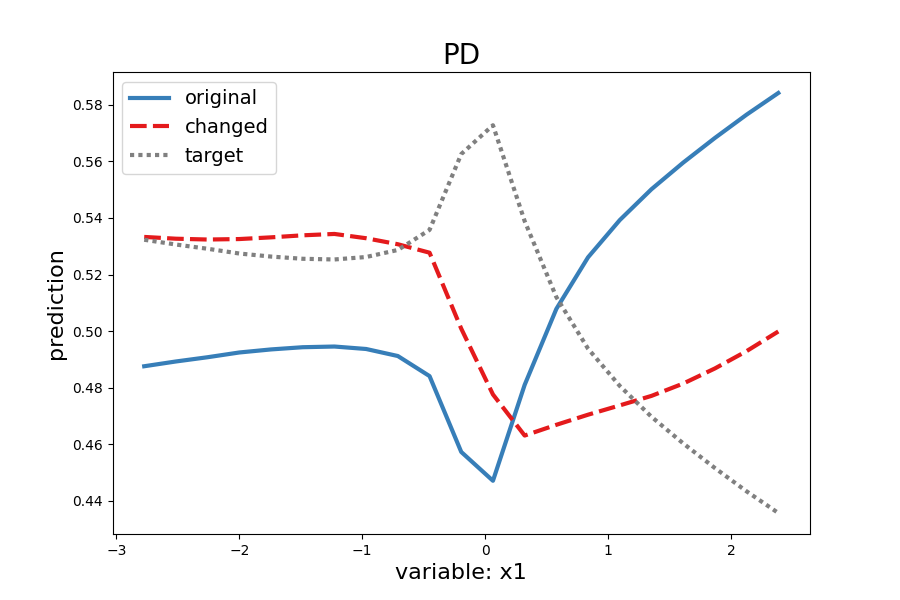 PD
original
changed
target
0.58
0.56
0.54
0.52
0.50
0.48
0.46
0.44
prediction
−3
−2
−1
0
1
2
variable: x1